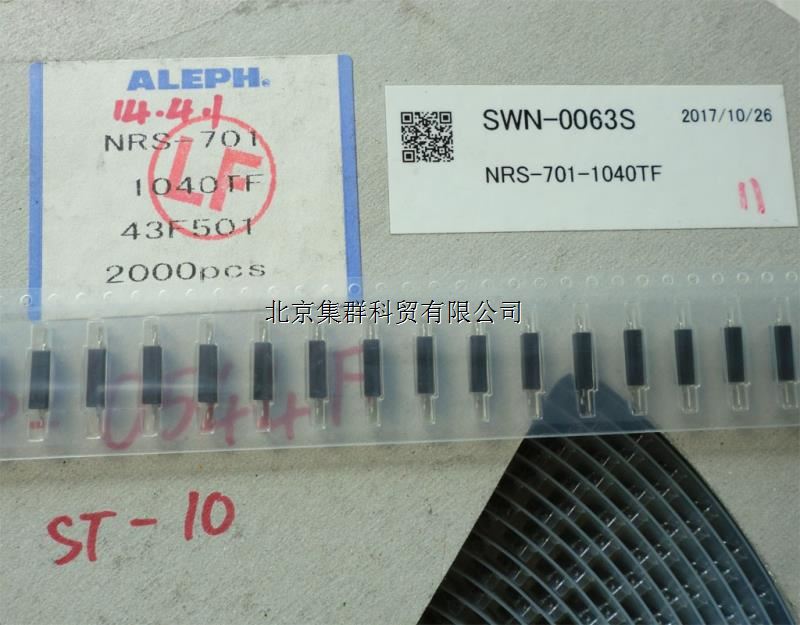 ALEPH®
14.4.1
NRS-701
LF
1040TF
43F501
2000pcs
SWN-0063S
2017/10/26
NRS-701-1040TF
11
北京集群科贸有限公司
0544F
ST-10